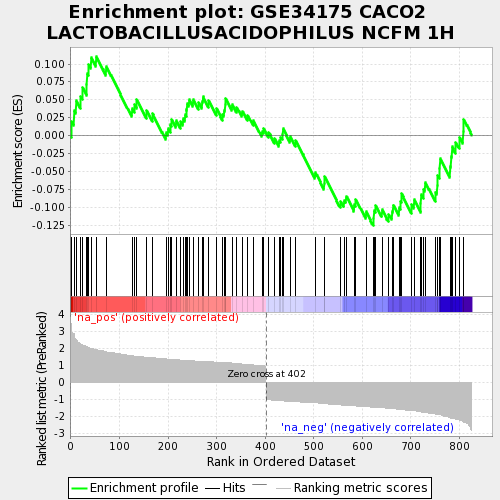 Enrichment plot: GSE34175 CACO2
LACTOBACILLUSACIDOPHILUS NCFM 1H
Enrichment score (ES)
0.100
0.075
0.050
0.025
0.000
-0.025
-0.050
-0.075
-0.100
-0.125
'na_pos' (positively correlated)
Ranked list metric (PreRanked)
4
3
2
1
0
-1
-2
-3
Zero cross at 402
'na_neg' (negatively correlated)
0 100 200 300 400 500 600 700 800
Rank in Ordered Dataset
Enrichment profile Hits Ranking metric scores